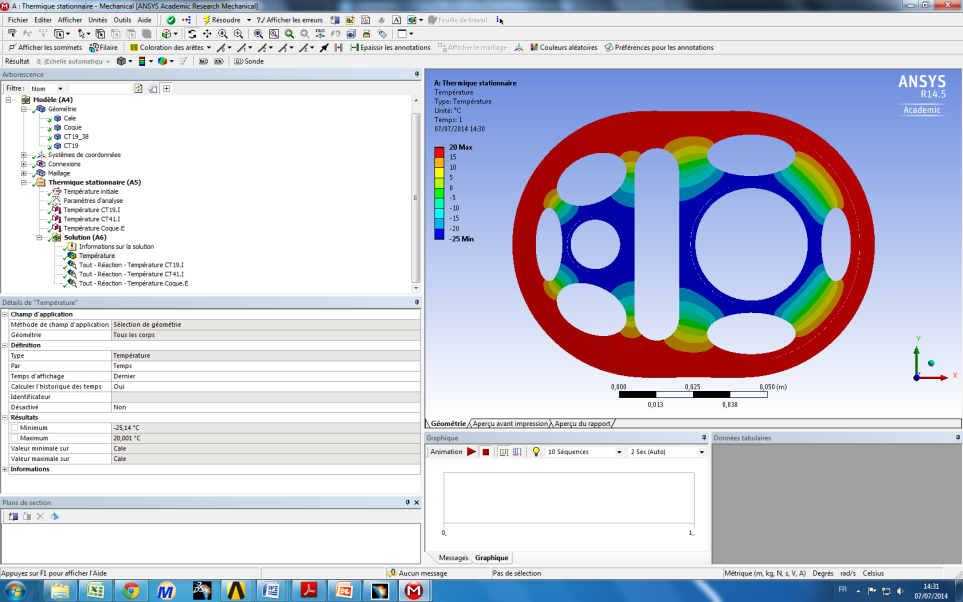 A : Thermique stationnaire - Mechanical [ANSYS Academic Research Mechanical]
Fichier Editer Afficher Unités Outils Aide Résoudre ?/ Afficher les erreurs A Feuille de travail
Afficher les sommets Filaire Coloration des arêtes Epaissir les annotations Afficher le maillage Couleurs aléatoires Préférences pour les annotations
Résultat 0, (Echelle automatiqu Sonde
Arborescence
Filtre : Nom
Modèle (A4)
Géométrie
Cale
Coque
CT19_38
CT19
Systèmes de coordonnées
Connexions
Maillage
Thermique stationnaire (A5)
Température initiale
Paramètres d'analyse
Température CT19.I
Température CT41.I
Température Coque.E
Solution (A6)
Informations sur la solution
Température
Tout - Réaction - Température CT19.I
Tout - Réaction - Température CT41.I
Tout - Réaction - Température Coque.E
Détails de "Température"
Champ d'application
Méthode de champ d'application Sélection de géométrie
Géométrie Tous les corps
Définition
Type Température
Par Temps
Temps d'affichage Dernier
Calculer l'historique des temps Oui
Identificateur
Désactivé Non
Résultats
Minimum -25,14 °C
Maximum 20,001 °C
Valeur minimale sur Cale
Valeur maximale sur Cale
Informations
Plans de section
A: Thermique stationnaire
Température
Type: Température
Unité: °C
Temps: 1
07/07/2014 14:30
20 Max
15
10
5
0
-5
-10
-15
-20
-25 Min
ANSYS
R14.5
Academic
0,000 0,025 0,050 (m)
0,013 0,038
Y
X
Géométrie Aperçu avant impression Aperçu du rapport
Graphique
Animation 10 Séquences 2 Sec (Auto)
0, 1,
Messages Graphique
Données tabulaires
Appuyez sur F1 pour afficher l'Aide Aucun message Pas de sélection Métrique (m, kg, N, s, V, A) Degrés rad/s Celsius
FR 14:31
07/07/2014